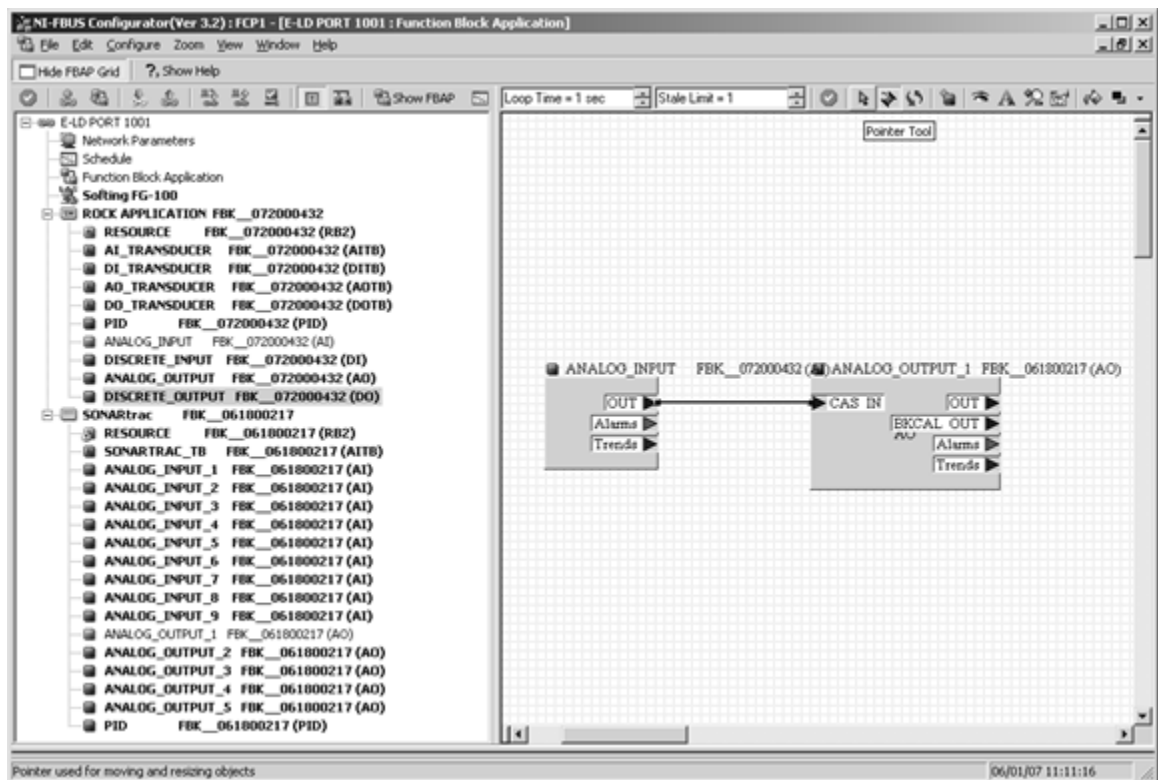 NI-FBUS Configurator(Ver 3.2) : FCP1 - [E-LD PORT 1001 : Function Block Application]
File Edit Configure Zoom View Window Help
Hide FBAP Grid ?, Show Help
Show FBAP Loop Time = 1 sec Stale Limit = 1
E-LD PORT 1001
Network Parameters
Schedule
Function Block Application
Softing FG-100
ROCK APPLICATION FBK__072000432
RESOURCE FBK__072000432 (RB2)
AI_TRANSDUCER FBK__072000432 (AITB)
DI_TRANSDUCER FBK__072000432 (DITB)
AO_TRANSDUCER FBK__072000432 (AOTB)
DO_TRANSDUCER FBK__072000432 (DOTB)
PID FBK__072000432 (PID)
ANALOG_INPUT FBK__072000432 (AI)
DISCRETE_INPUT FBK__072000432 (DI)
ANALOG_OUTPUT FBK__072000432 (AO)
DISCRETE_OUTPUT FBK__072000432 (DO)
SONARtrac FBK__061800217
RESOURCE FBK__061800217 (RB2)
SONARTRAC_TB FBK__061800217 (AITB)
ANALOG_INPUT_1 FBK__061800217 (AI)
ANALOG_INPUT_2 FBK__061800217 (AI)
ANALOG_INPUT_3 FBK__061800217 (AI)
ANALOG_INPUT_4 FBK__061800217 (AI)
ANALOG_INPUT_5 FBK__061800217 (AI)
ANALOG_INPUT_6 FBK__061800217 (AI)
ANALOG_INPUT_7 FBK__061800217 (AI)
ANALOG_INPUT_8 FBK__061800217 (AI)
ANALOG_INPUT_9 FBK__061800217 (AI)
ANALOG_OUTPUT_1 FBK__061800217 (AO)
ANALOG_OUTPUT_2 FBK__061800217 (AO)
ANALOG_OUTPUT_3 FBK__061800217 (AO)
ANALOG_OUTPUT_4 FBK__061800217 (AO)
ANALOG_OUTPUT_5 FBK__061800217 (AO)
PID FBK__061800217 (PID)
Pointer Tool
ANALOG_INPUT FBK__072000432
OUT
Alarms
Trends
ANALOG_OUTPUT_1 FBK__061800217 (AO)
CAS IN
OUT
BKCAL OUT
AO
Alarms
Trends
Pointer used for moving and resizing objects
06/01/07 11:11:16